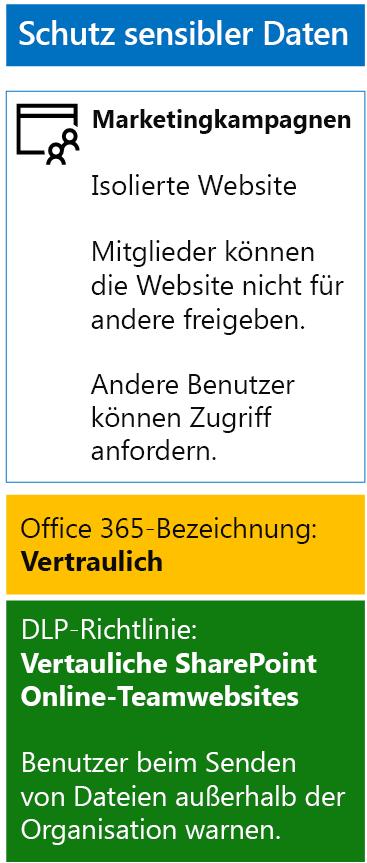 Schutz sensibler Daten
Marketingkampagnen
Isolierte Website
Mitglieder können
die Website nicht für
andere freigeben.
Andere Benutzer
können Zugriff
anfordern.
Office 365-Bezeichnung:
Vertraulich
DLP-Richtlinie:
Vertauliche SharePoint
Online-Teamwebsites
Benutzer beim Senden
von Dateien außerhalb der
Organisation warnen.